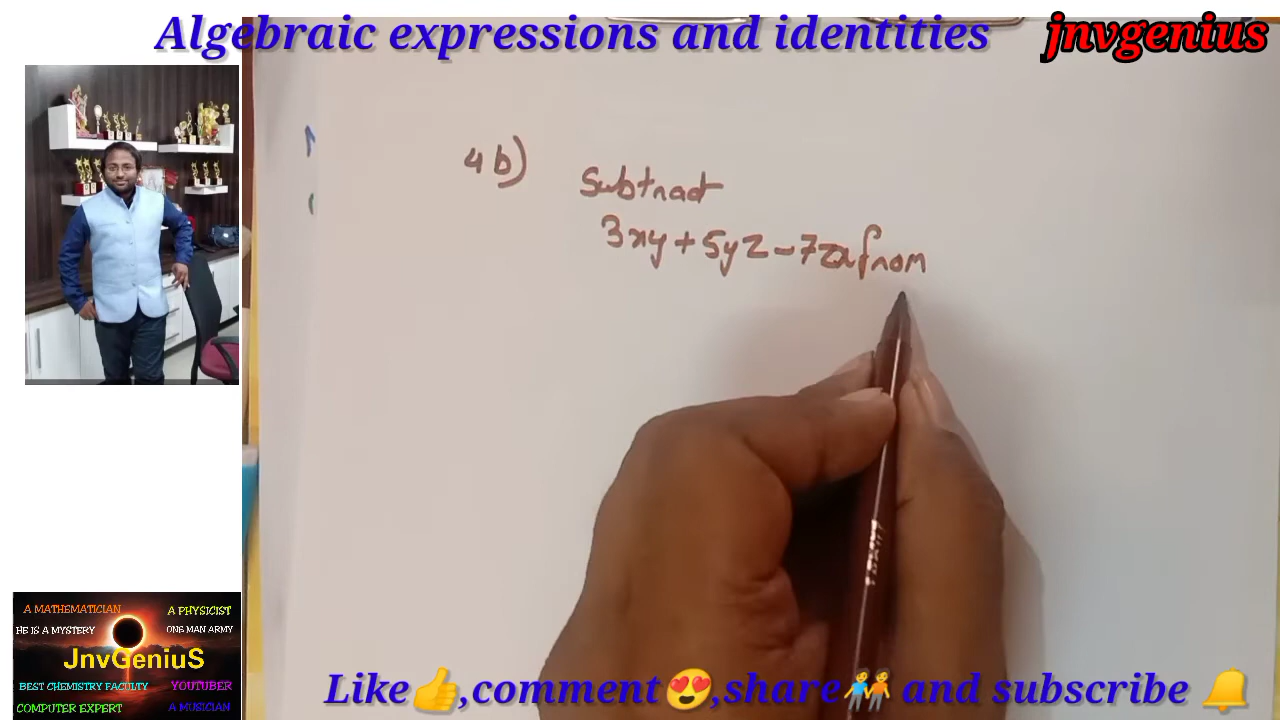 Algebraic expressions and identities
jnvgenius
4 b)
Subtract
3xy + 5yz - 7zx from
A MATHEMATICIAN
A PHYSICIST
HE IS A MYSTERY
ONE MAN ARMY
JnvGeniuS
BEST CHEMISTRY FACULTY
YOUTUBER
COMPUTER EXPERT
A MUSICIAN
Like👍,comment😍,share👬 and subscribe 🔔